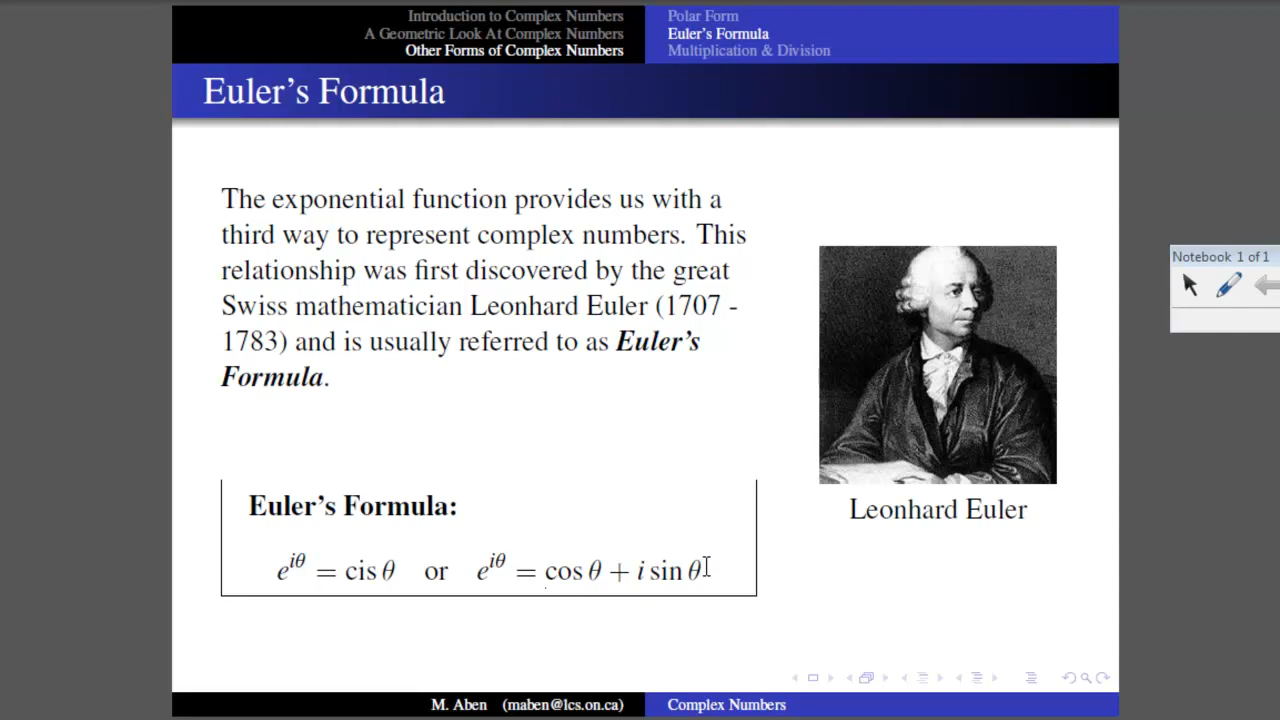 Introduction to Complex Numbers
A Geometric Look At Complex Numbers
Other Forms of Complex Numbers
Polar Form
Euler's Formula
Multiplication & Division
Euler's Formula
The exponential function provides us with a
third way to represent complex numbers. This
relationship was first discovered by the great
Swiss mathematician Leonhard Euler (1707 -
1783) and is usually referred to as Euler's
Formula.
Euler's Formula:
e^{iθ} = cis θ or e^{iθ} = cos θ + i sin θ
Leonhard Euler
Notebook 1 of 1
M. Aben (maben@lcs.on.ca)
Complex Numbers